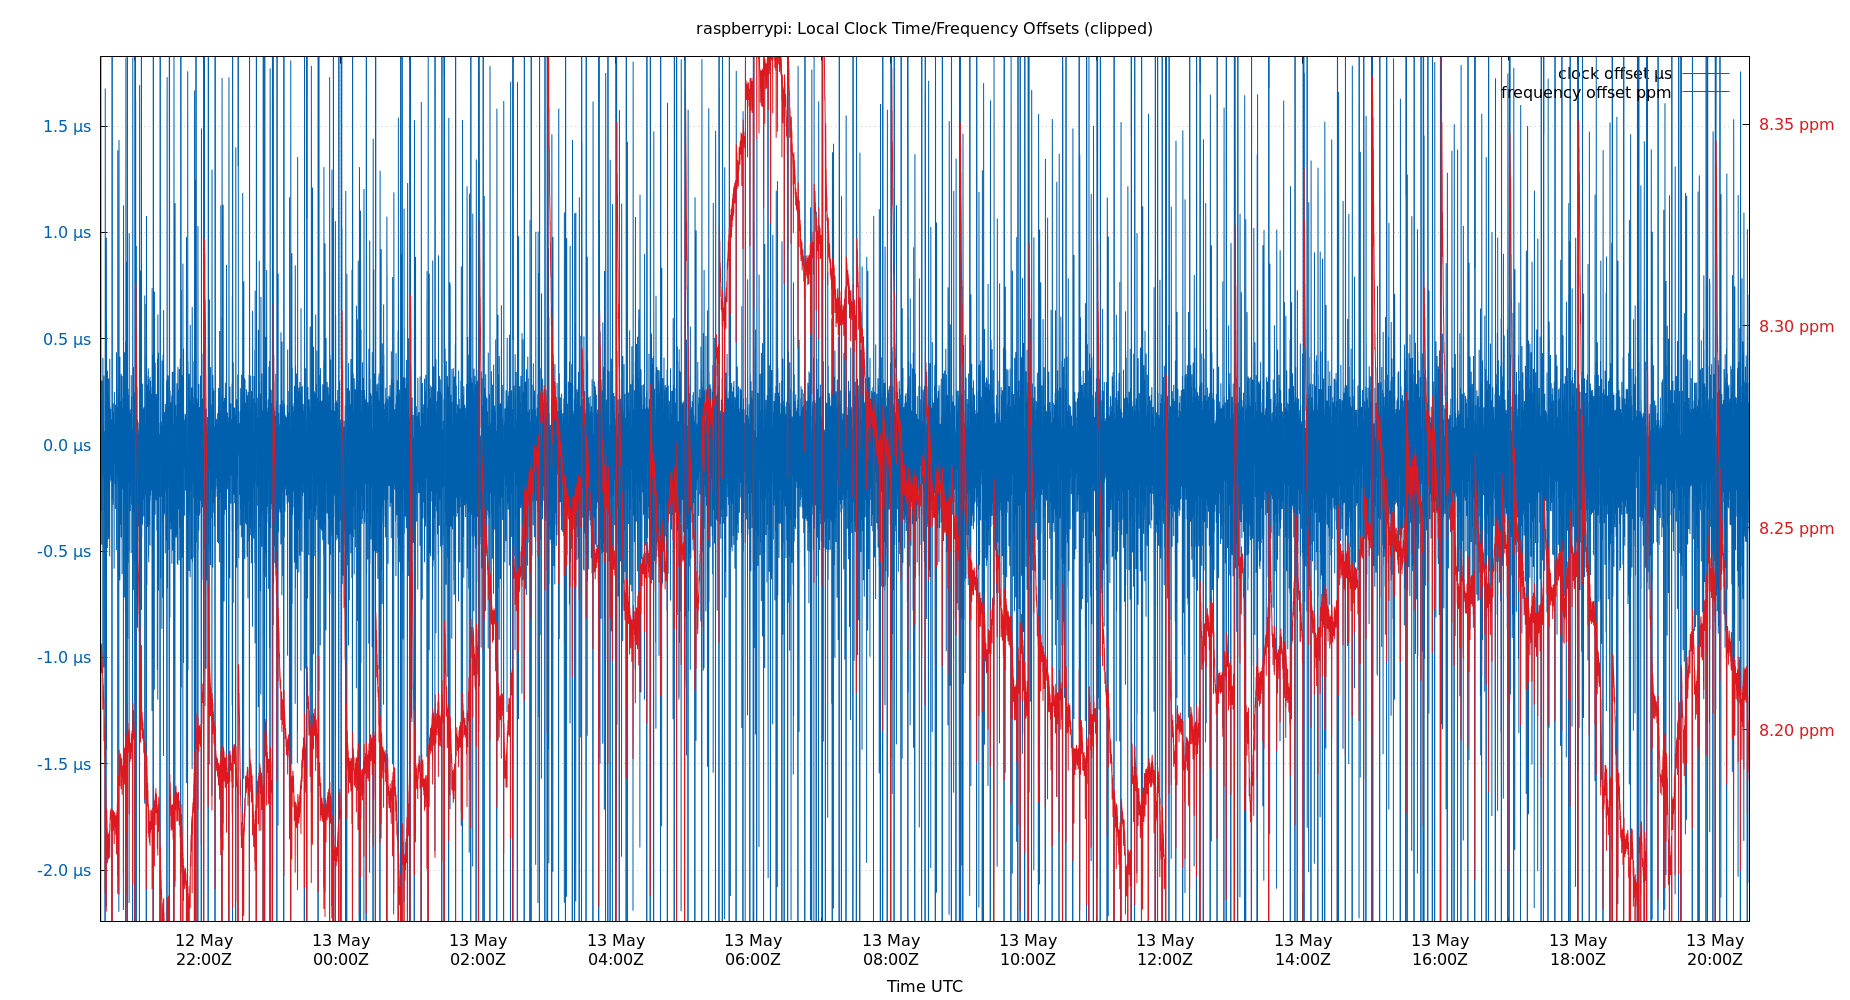 raspberrypi: Local Clock Time/Frequency Offsets (clipped)
clock offset µs
frequency offset ppm
1.5 µs
1.0 µs
0.5 µs
0.0 µs
-0.5 µs
-1.0 µs
-1.5 µs
-2.0 µs
8.35 ppm
8.30 ppm
8.25 ppm
8.20 ppm
12 May 22:00Z
13 May 00:00Z
13 May 02:00Z
13 May 04:00Z
13 May 06:00Z
13 May 08:00Z
13 May 10:00Z
13 May 12:00Z
13 May 14:00Z
13 May 16:00Z
13 May 18:00Z
13 May 20:00Z
Time UTC